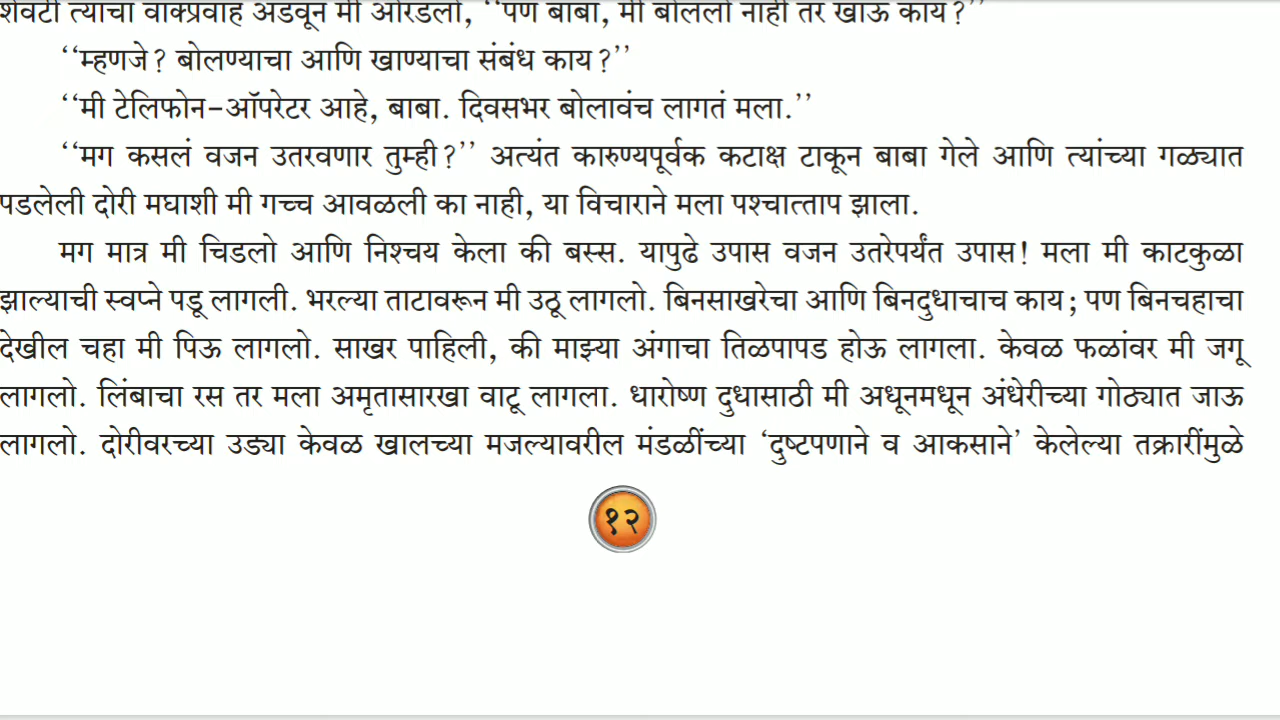 शेवटी त्यांचा वाक्प्रवाह अडवून मी ओरडलो, ‘‘पण बाबा, मी बोललो नाही तर खाऊ काय?’’
‘‘म्हणजे? बोलण्याचा आणि खाण्याचा संबंध काय?’’
‘‘मी टेलिफोन-ऑपरेटर आहे, बाबा. दिवसभर बोलावंच लागतं मला.’’
‘‘मग कसलं वजन उतरवणार तुम्ही?’’ अत्यंत कारुण्यपूर्वक कटाक्ष टाकून बाबा गेले आणि त्यांच्या गळ्यात
पडलेली दोरी मघाशी मी गच्च आवळली का नाही, या विचाराने मला पश्चात्ताप झाला.
मग मात्र मी चिडलो आणि निश्चय केला की बस्स. यापुढे उपास वजन उतरेपर्यंत उपास! मला मी काटकुळा
झाल्याची स्वप्ने पडू लागली. भरल्या ताटावरून मी उठू लागलो. बिनसाखरेचा आणि बिनदुधाचाच काय; पण बिनचहाचा
देखील चहा मी पिऊ लागलो. साखर पाहिली, की माझ्या अंगाचा तिळपापड होऊ लागला. केवळ फळांवर मी जगू
लागलो. लिंबाचा रस तर मला अमृतासारखा वाटू लागला. धारोष्ण दुधासाठी मी अधूनमधून अंधेरीच्या गोठ्यात जाऊ
लागलो. दोरीवरच्या उड्या केवळ खालच्या मजल्यावरील मंडळींच्या ‘दुष्टपणाने व आकसाने’ केलेल्या तक्रारींमुळे
१२